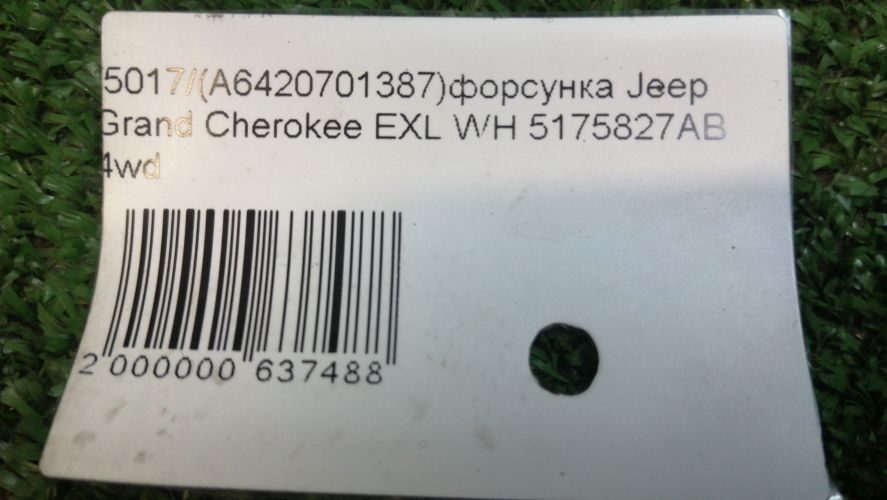 5017/(A6420701387)форсунка Jeep
Grand Cherokee EXL WH 5175827AB
4wd
2 000000 637488